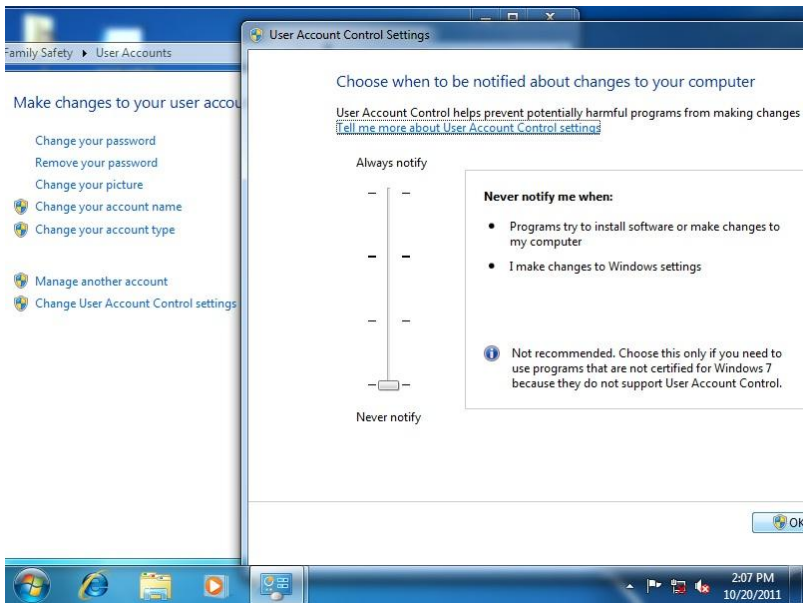 User Account Control Settings
Family Safety ▸ User Accounts
Make changes to your user accou
Change your password
Remove your password
Change your picture
Change your account name
Change your account type
Manage another account
Change User Account Control settings
Choose when to be notified about changes to your computer
User Account Control helps prevent potentially harmful programs from making changes
Tell me more about User Account Control settings
Always notify
Never notify me when:
• Programs try to install software or make changes to
my computer
• I make changes to Windows settings
Not recommended. Choose this only if you need to
use programs that are not certified for Windows 7
because they do not support User Account Control.
Never notify
OK
2:07 PM
10/20/2011